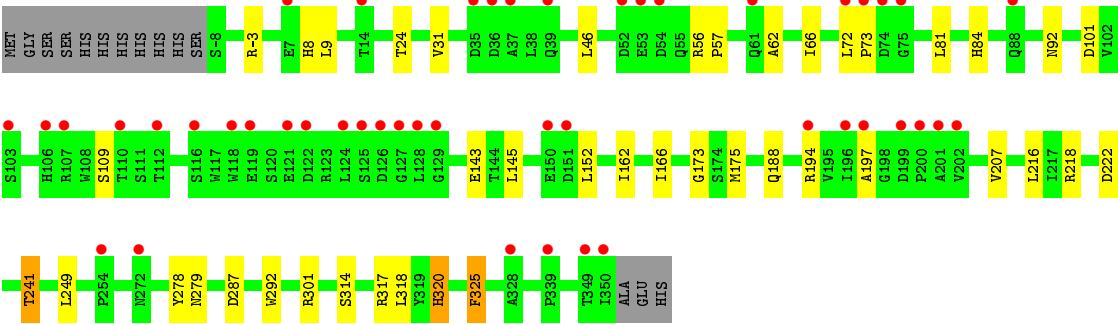 MET GLY SER SER HIS HIS HIS HIS HIS HIS SER S-8 R-3 E7 H8 L9 T14 T24 V31 D35 D36 A37 L38 Q39 L46 D52 E53 D54 Q55 R56 P57 Q61 A62 I66 L72 P73 D74 G75 L81 H84 Q88 N92 D101 V102
S103 H106 R107 W108 S109 T110 S111 T112 S116 W117 W118 E119 S120 E121 D122 R123 L124 S125 D126 G127 L128 G129 E143 T144 L145 E150 D151 L152 I162 I166 G173 S174 M175 Q188 R194 V195 I196 A197 G198 D199 P200 A201 V202 V207 L216 I217 R218 D222
T241 L249 P254 N272 Y278 N279 D287 W292 R301 S314 R317 L318 Y319 H320 F325 A328 P339 T349 I350 ALA GLU HIS